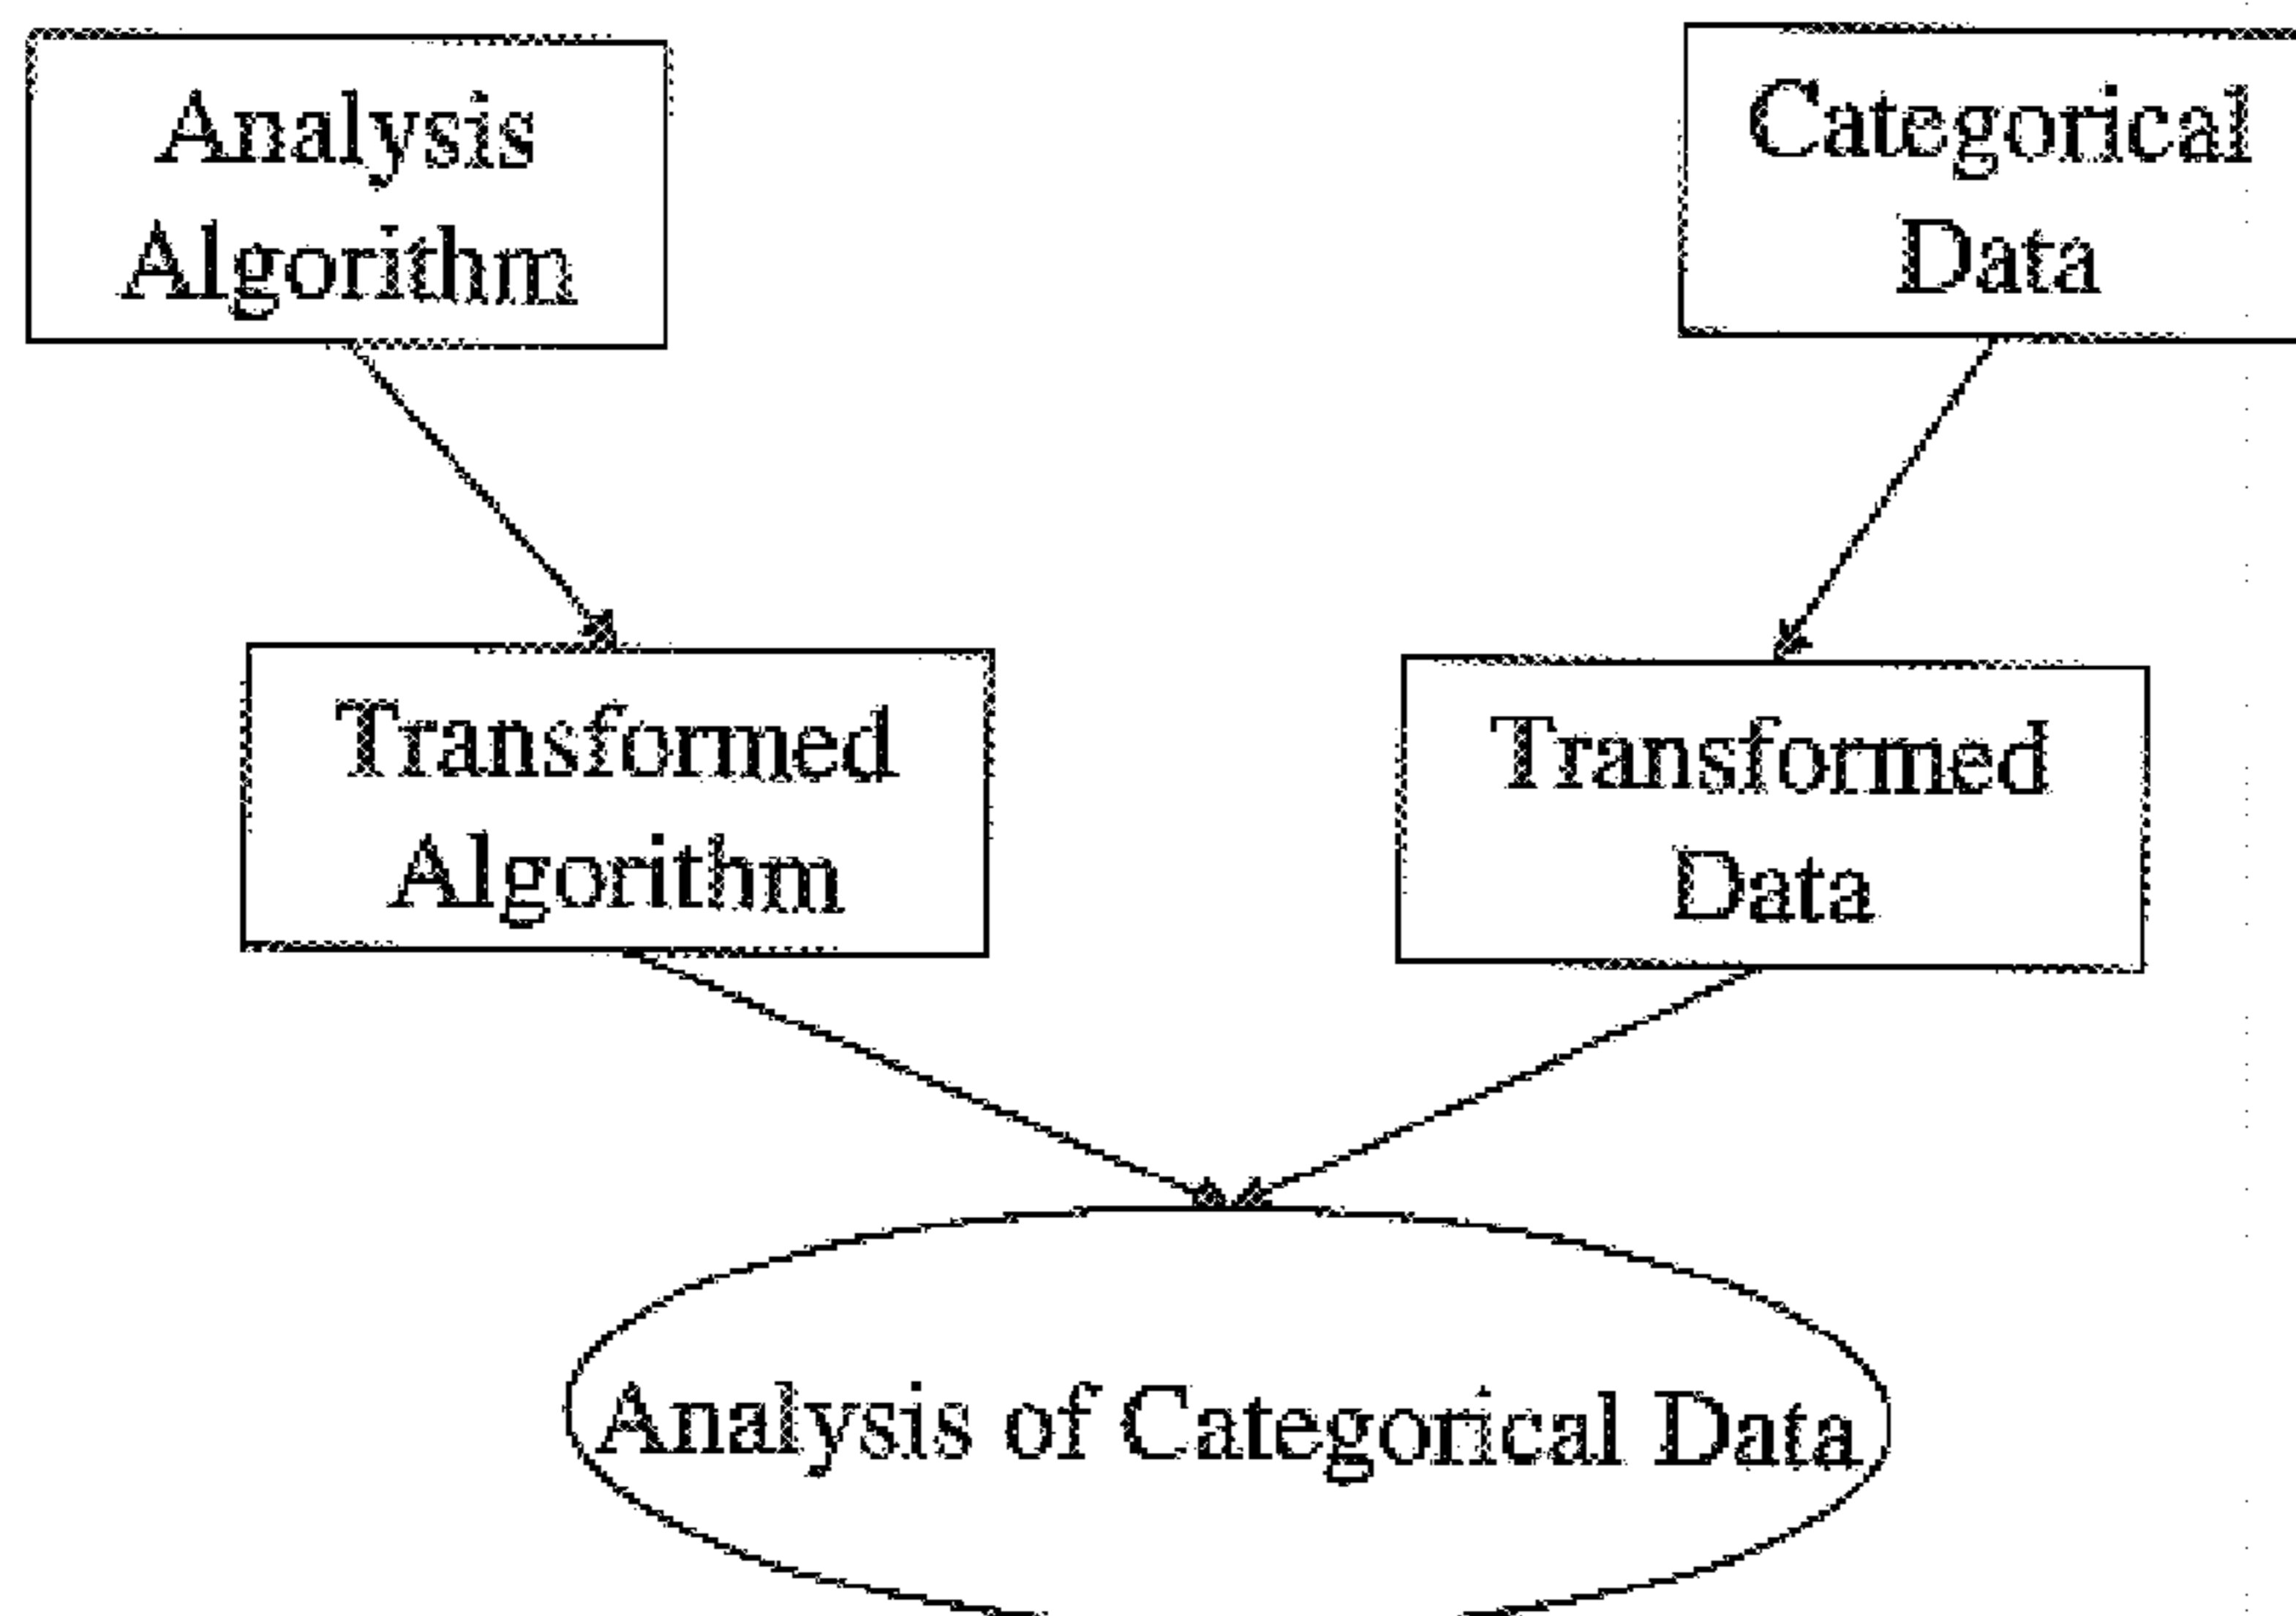 Analysis
Algorithm
Categorical
Data
Transformed
Algorithm
Transformed
Data
Analysis of Categorical Data